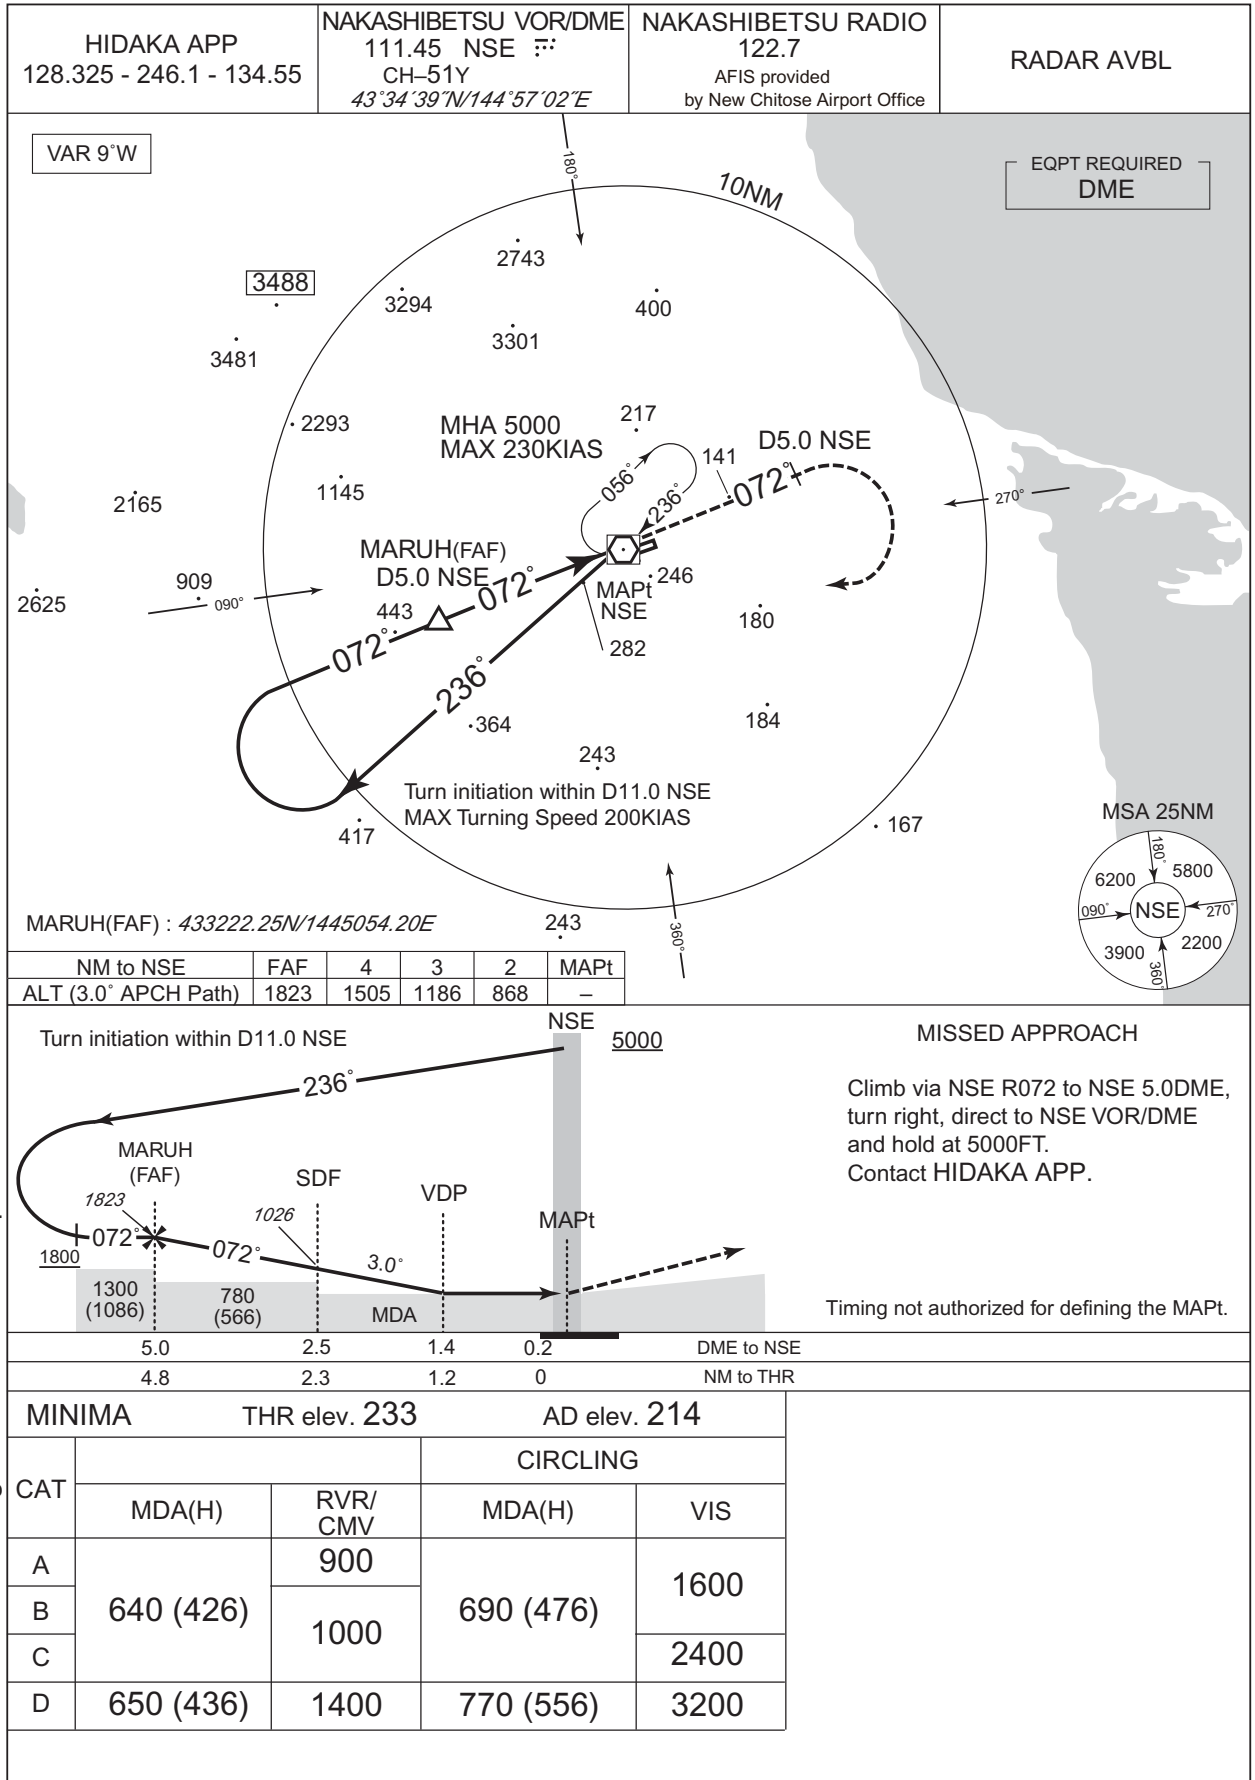 HIDAKA APP
128.325 - 246.1 - 134.55
NAKASHIBETSU VOR/DME
111.45 NSE
CH–51Y
43°34´39˝N/144°57´02˝E
NAKASHIBETSU RADIO
122.7
AFIS provided
by New Chitose Airport Office
RADAR AVBL
VAR 9°W
EQPT REQUIRED
DME
180°
10NM
2743
3488
3294
400
3301
3481
2293
MHA 5000
MAX 230KIAS
217
D5.0 NSE
141
072°
056°
236°
1145
2165
270°
MARUH(FAF)
D5.0 NSE
072°
909
090°
2625
443
072°
MAPt
NSE
246
180
282
236°
364
184
243
Turn initiation within D11.0 NSE
MAX Turning Speed 200KIAS
417
167
MSA 25NM
180°
6200
5800
090°
NSE
270°
3900
2200
360°
MARUH(FAF) : 433222.25N/1445054.20E
243
360°
NM to NSE FAF 4 3 2 MAPt
ALT (3.0° APCH Path) 1823 1505 1186 868 –
Turn initiation within D11.0 NSE
NSE
5000
236°
MARUH
(FAF)
SDF
VDP
MAPt
1823
1026
072°
072°
3.0°
1800
1300
(1086)
780
(566)
MDA
MISSED APPROACH
Climb via NSE R072 to NSE 5.0DME,
turn right, direct to NSE VOR/DME
and hold at 5000FT.
Contact HIDAKA APP.
Timing not authorized for defining the MAPt.
5.0 2.5 1.4 0.2 DME to NSE
4.8 2.3 1.2 0 NM to THR
MINIMA THR elev. 233 AD elev. 214
CAT
CIRCLING
MDA(H) RVR/CMV MDA(H) VIS
A 900
B 640 (426) 1000 690 (476) 1600
C 2400
D 650 (436) 1400 770 (556) 3200